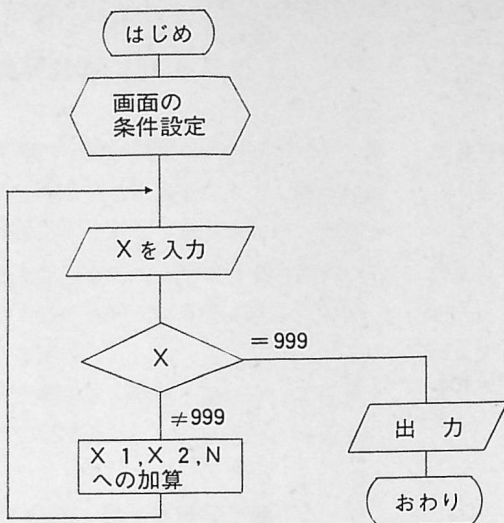 はじめ
画面の
条件設定
Xを入力
X
=999
≠999
X 1,X 2,N
への加算
出 力
おわり